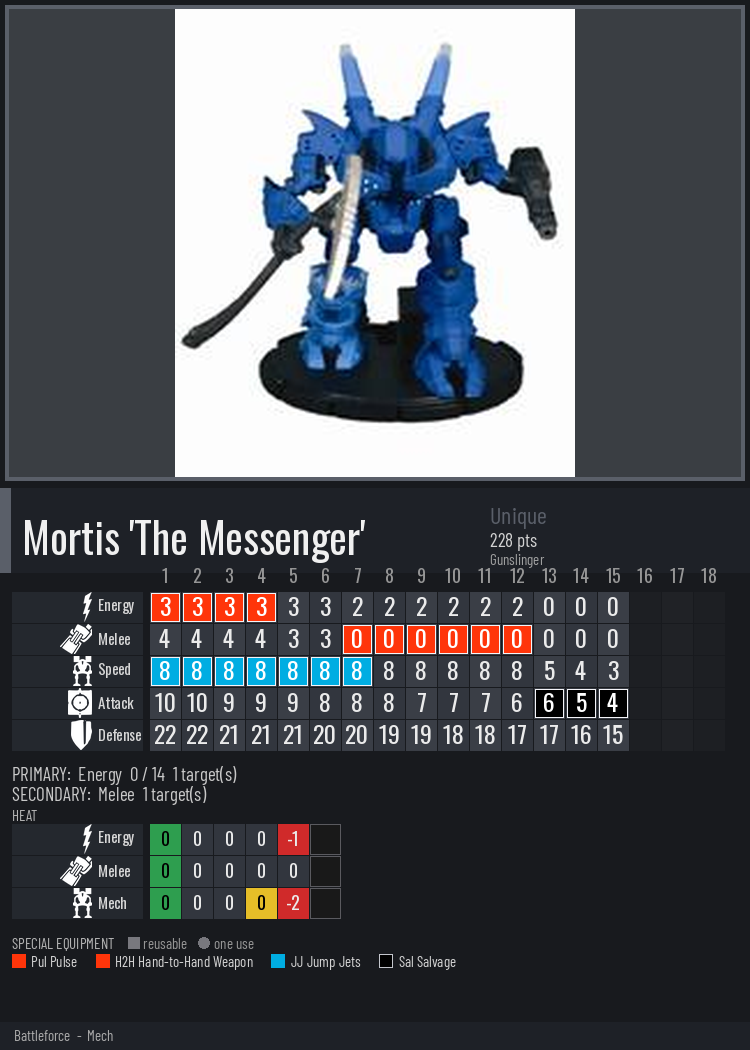 Mortis 'The Messenger'
Unique
228 pts
Gunslinger
1 2 3 4 5 6 7 8 9 10 11 12 13 14 15 16 17 18
Energy 3 3 3 3 3 3 2 2 2 2 2 2 0 0 0
Melee 4 4 4 4 3 3 0 0 0 0 0 0 0 0 0
Speed 8 8 8 8 8 8 8 8 8 8 8 8 5 4 3
Attack 10 10 9 9 9 8 8 8 7 7 7 6 6 5 4
Defense 22 22 21 21 21 20 20 19 19 18 18 17 17 16 15
PRIMARY: Energy 0 / 14 1 target(s)
SECONDARY: Melee 1 target(s)
HEAT
Energy 0 0 0 0 -1
Melee 0 0 0 0 0
Mech 0 0 0 0 -2
SPECIAL EQUIPMENT reusable one use
Pul Pulse H2H Hand-to-Hand Weapon JJ Jump Jets Sal Salvage
Battleforce - Mech